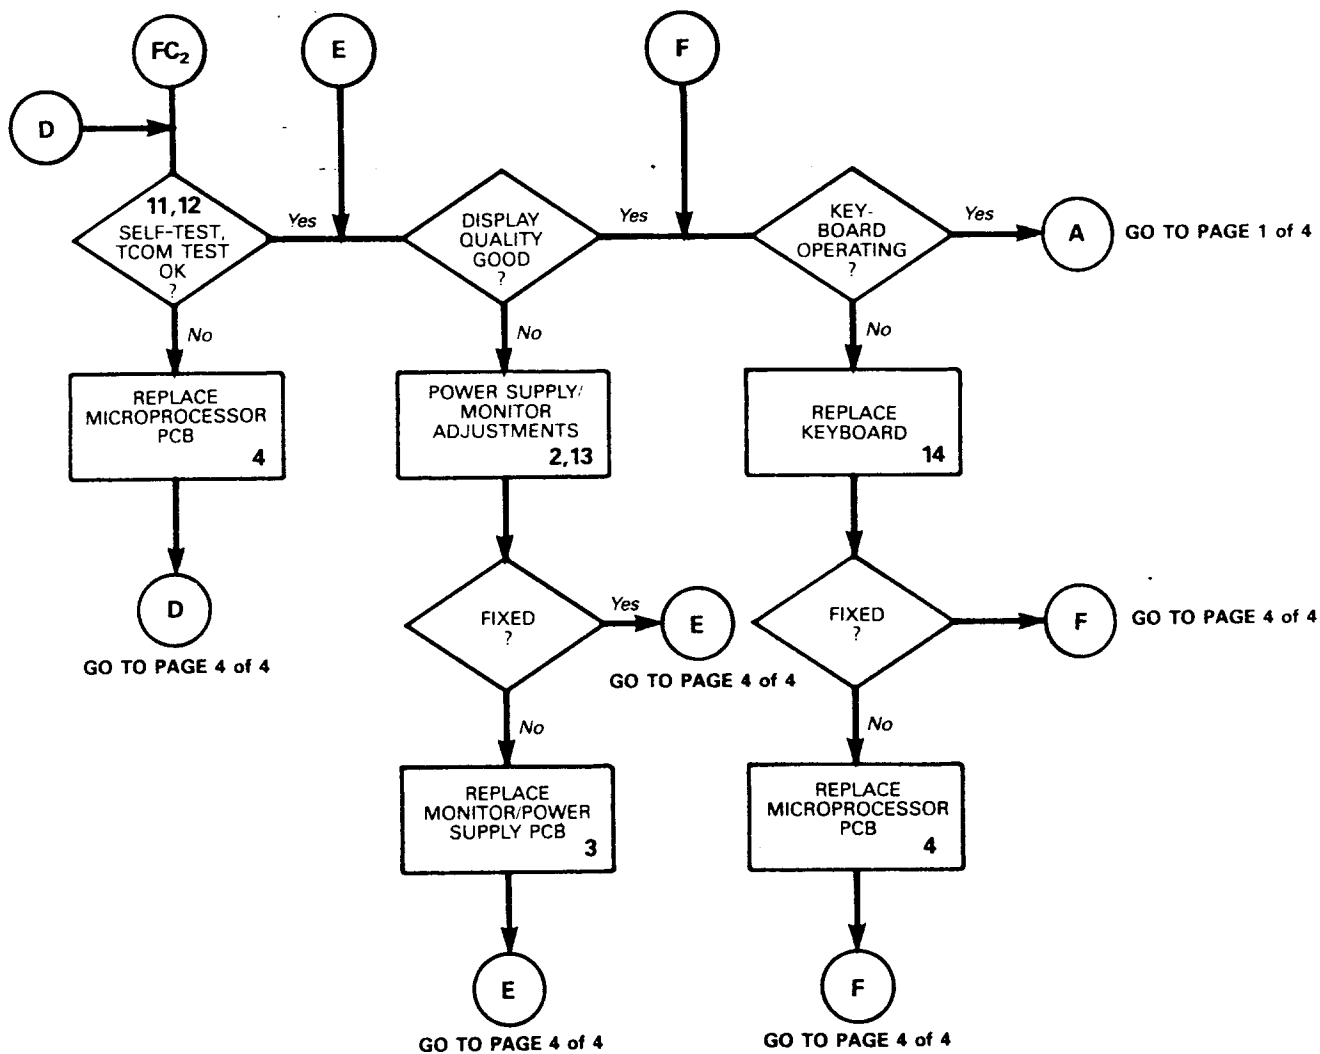 FC₂
E
F
D
11,12
SELF-TEST,
TCOM TEST
OK
?
Yes
DISPLAY
QUALITY
GOOD
?
Yes
KEY-
BOARD
OPERATING
?
Yes
A
GO TO PAGE 1 of 4
No
No
No
REPLACE
MICROPROCESSOR
PCB
4
POWER SUPPLY/
MONITOR
ADJUSTMENTS
2,13
REPLACE
KEYBOARD
14
D
GO TO PAGE 4 of 4
FIXED
?
Yes
E
GO TO PAGE 4 of 4
FIXED
?
F
GO TO PAGE 4 of 4
No
No
REPLACE
MONITOR/POWER
SUPPLY PCB
3
REPLACE
MICROPROCESSOR
PCB
4
E
GO TO PAGE 4 of 4
F
GO TO PAGE 4 of 4